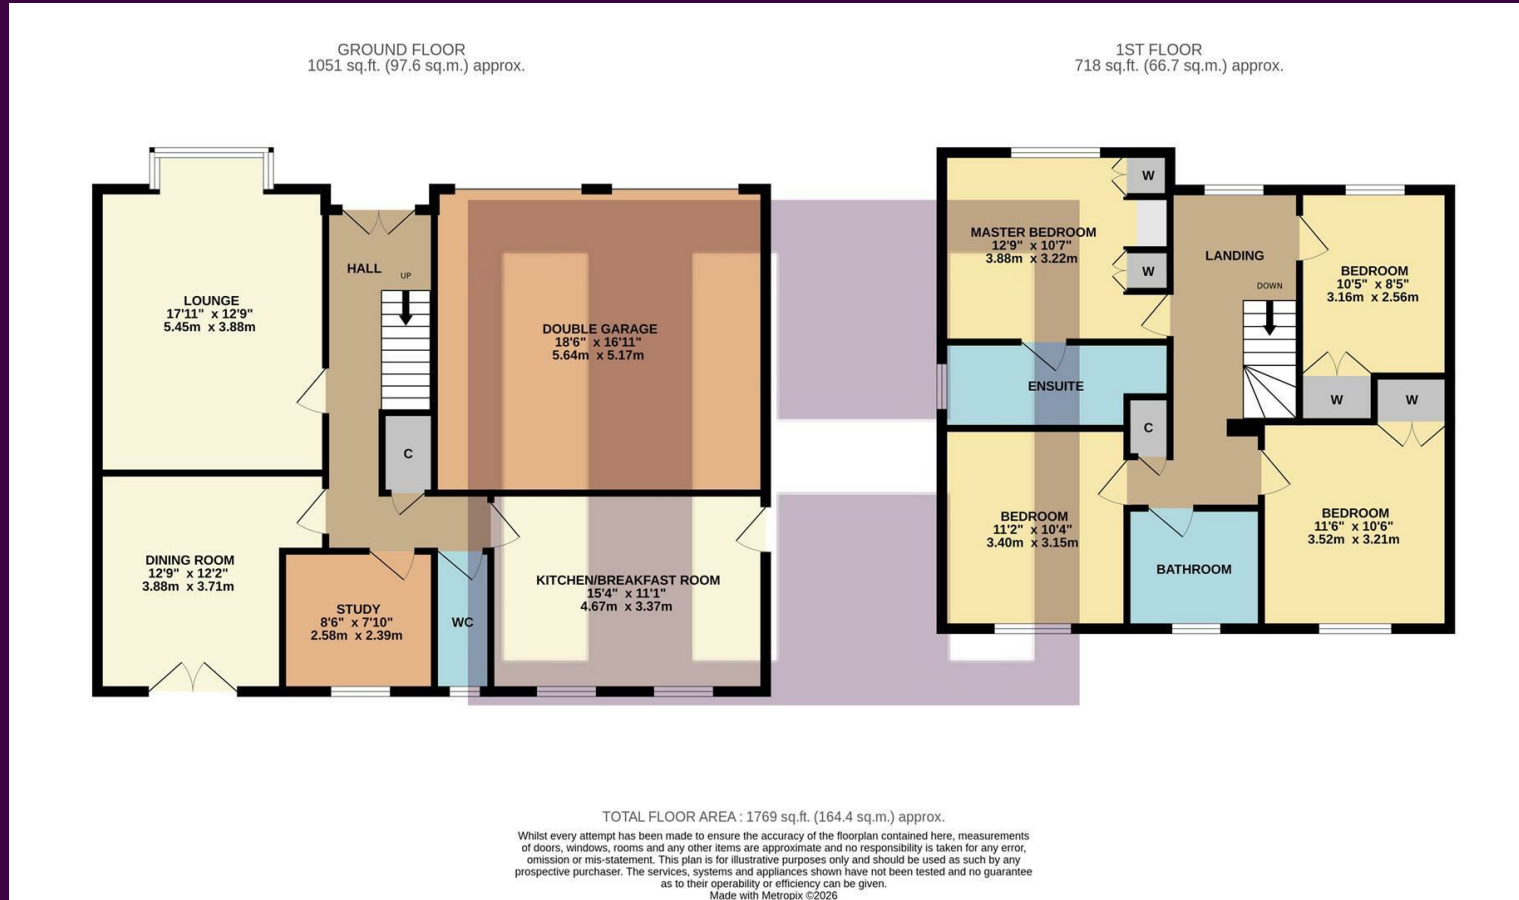 GROUND FLOOR
1051 sq.ft. (97.6 sq.m.) approx.
1ST FLOOR
718 sq.ft. (66.7 sq.m.) approx.
LOUNGE
17'11" x 12'9"
5.45m x 3.88m
HALL
UP
DOUBLE GARAGE
18'6" x 16'11"
5.64m x 5.17m
C
DINING ROOM
12'9" x 12'2"
3.88m x 3.71m
STUDY
8'6" x 7'10"
2.58m x 2.39m
WC
KITCHEN/BREAKFAST ROOM
15'4" x 11'1"
4.67m x 3.37m
MASTER BEDROOM
12'9" x 10'7"
3.88m x 3.22m
W
W
LANDING
DOWN
BEDROOM
10'5" x 8'5"
3.16m x 2.56m
ENSUITE
W
W
C
BEDROOM
11'2" x 10'4"
3.40m x 3.15m
BATHROOM
BEDROOM
11'6" x 10'6"
3.52m x 3.21m
TOTAL FLOOR AREA : 1769 sq.ft. (164.4 sq.m.) approx.
Whilst every attempt has been made to ensure the accuracy of the floorplan contained here, measurements
of doors, windows, rooms and any other items are approximate and no responsibility is taken for any error,
omission or mis-statement. This plan is for illustrative purposes only and should be used as such by any
prospective purchaser. The services, systems and appliances shown have not been tested and no guarantee
as to their operability or efficiency can be given.
Made with Metropix ©2026